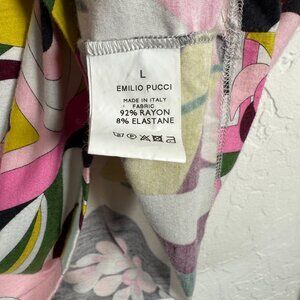 L
EMILIO PUCCI
MADE IN ITALY
FABRIC
92% RAYON
8% ELASTANE